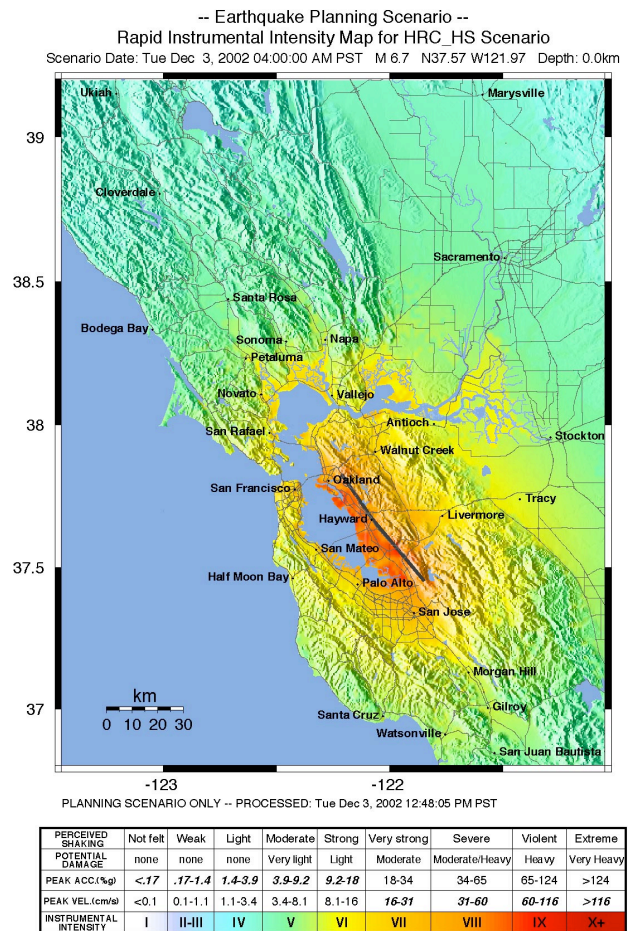 -- Earthquake Planning Scenario --
Rapid Instrumental Intensity Map for HRC_HS Scenario
Scenario Date: Tue Dec 3, 2002 04:00:00 AM PST M 6.7 N37.57 W121.97 Depth: 0.0km
Ukiah
Marysville
39
Cloverdale
Sacramento
38.5
Santa Rosa
Bodega Bay
Sonoma
Napa
Petaluma
Novato
Vallejo
38
Antioch
San Rafael
Stockton
Walnut Creek
Oakland
San Francisco
Tracy
Hayward
Livermore
San Mateo
37.5
Half Moon Bay
Palo Alto
San Jose
Morgan Hill
km
37
Gilroy
Santa Cruz
0 10 20 30
Watsonville
San Juan Bautista
-123 -122
PLANNING SCENARIO ONLY -- PROCESSED: Tue Dec 3, 2002 12:48:05 PM PST
PERCEIVED SHAKING Not felt Weak Light Moderate Strong Very strong Severe Violent Extreme
POTENTIAL DAMAGE none none none Very light Light Moderate Moderate/Heavy Heavy Very Heavy
PEAK ACC.(%g) <.17 .17-1.4 1.4-3.9 3.9-9.2 9.2-18 18-34 34-65 65-124 >124
PEAK VEL.(cm/s) <0.1 0.1-1.1 1.1-3.4 3.4-8.1 8.1-16 16-31 31-60 60-116 >116
INSTRUMENTAL INTENSITY I II-III IV V VI VII VIII IX X+